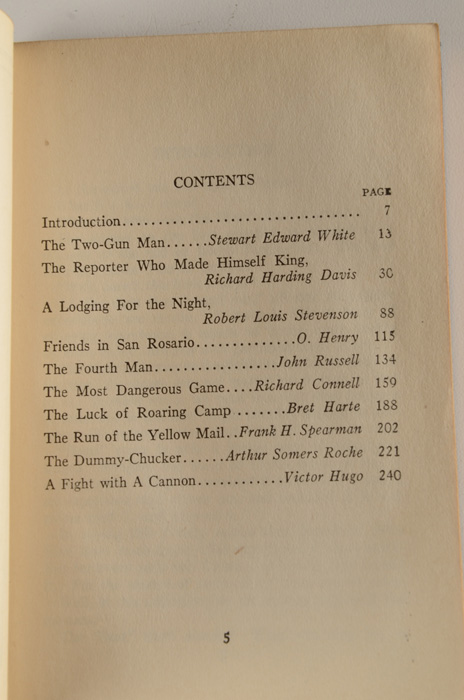 CONTENTS
PAGE
Introduction................................ 7
The Two-Gun Man......Stewart Edward White 13
The Reporter Who Made Himself King,
Richard Harding Davis 30
A Lodging For the Night,
Robert Louis Stevenson 88
Friends in San Rosario..............O. Henry 115
The Fourth Man.................John Russell 134
The Most Dangerous Game....Richard Connell 159
The Luck of Roaring Camp .......Bret Harte 188
The Run of the Yellow Mail..Frank H. Spearman 202
The Dummy-Chucker......Arthur Somers Roche 221
A Fight with A Cannon............Victor Hugo 240
5